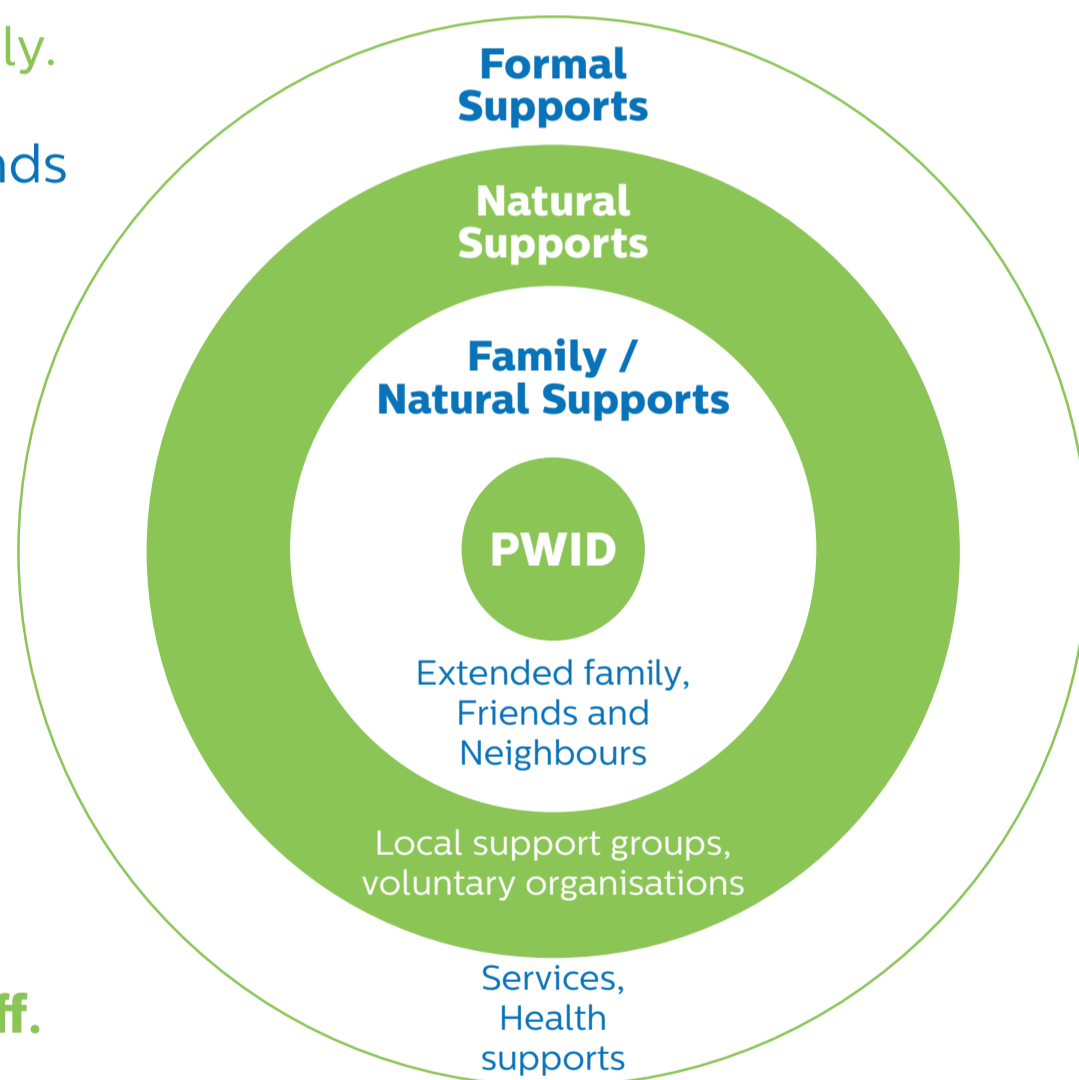 ly.
nds
Formal
Supports
Natural
Supports
Family /
Natural Supports
PWID
Extended family,
Friends and
Neighbours
Local support groups,
voluntary organisations
Services,
Health
supports
ff.